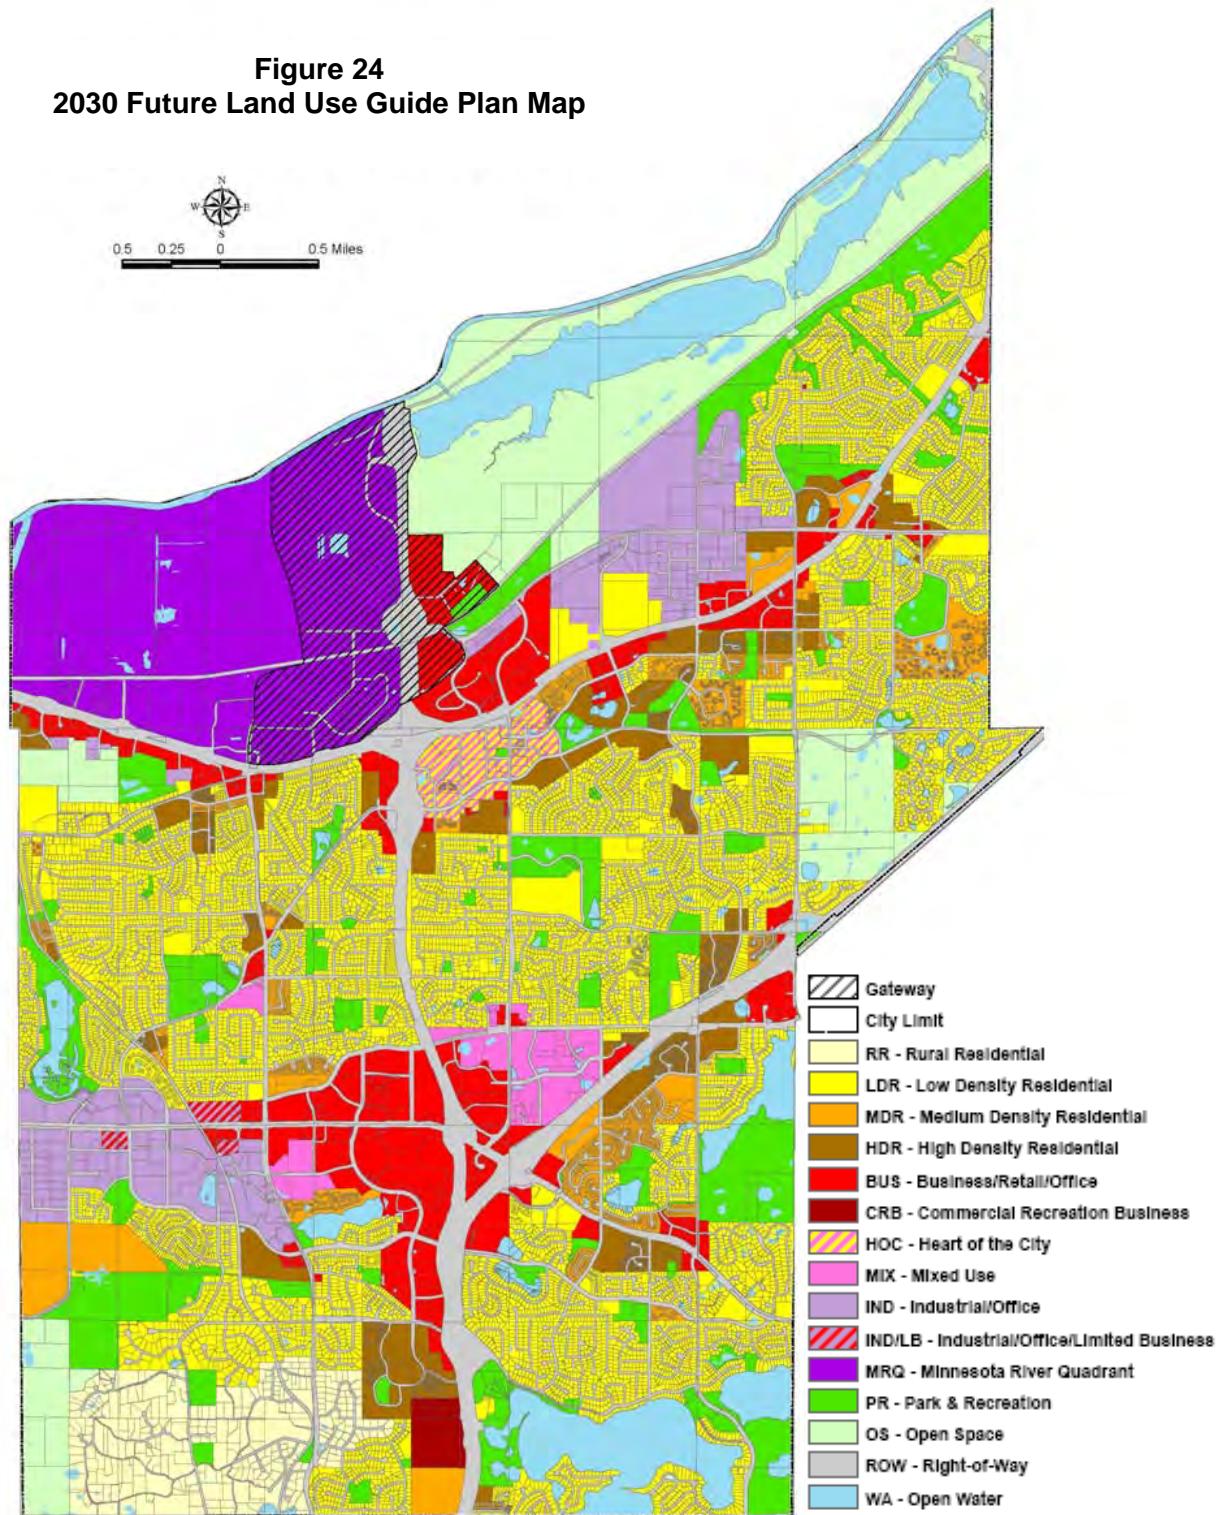 Figure 24
2030 Future Land Use Guide Plan Map
N
W E
S
0.5 0.25 0 0.5 Miles
Gateway
City Limit
RR - Rural Residential
LDR - Low Density Residential
MDR - Medium Density Residential
HDR - High Density Residential
BUS - Business/Retail/Office
CRB - Commercial Recreation Business
HOC - Heart of the City
MIX - Mixed Use
IND - Industrial/Office
IND/LB - Industrial/Office/Limited Business
MRQ - Minnesota River Quadrant
PR - Park & Recreation
OS - Open Space
ROW - Right-of-Way
WA - Open Water